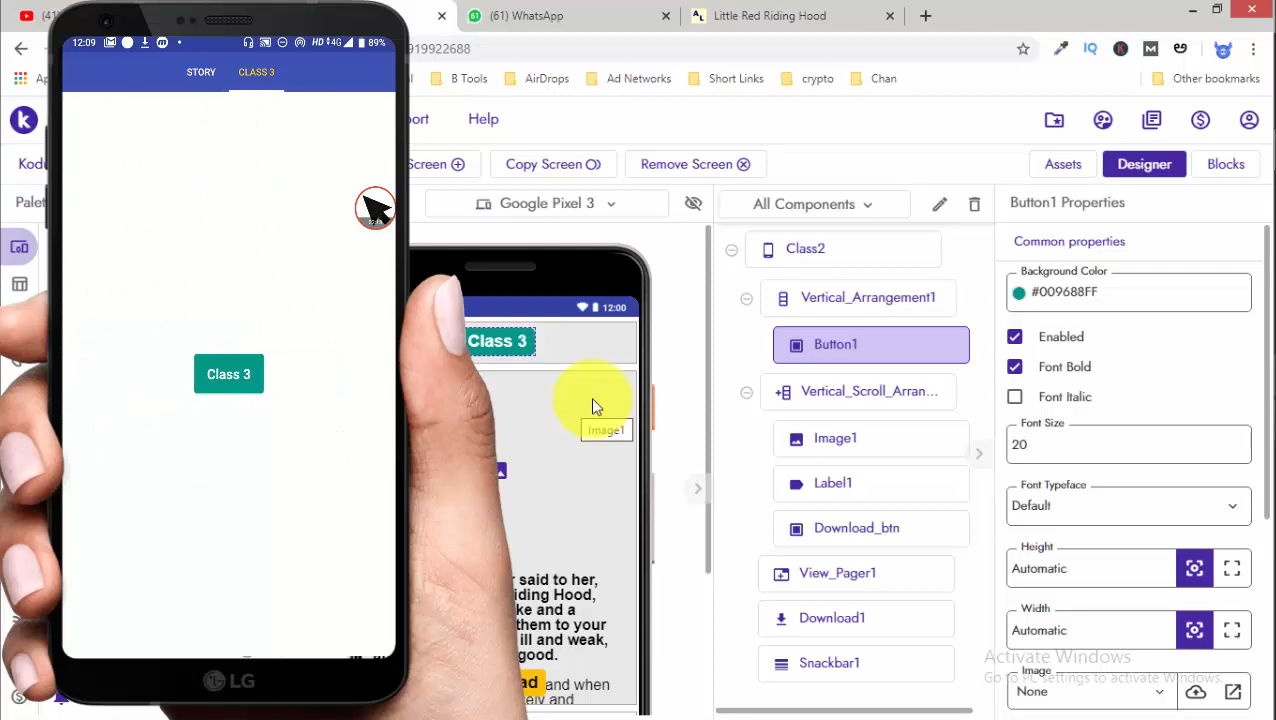 (61) WhatsApp
Little Red Riding Hood
919922688
B Tools
AirDrops
Ad Networks
Short Links
crypto
Chan
Other bookmarks
Help
Kodu
Screen
Copy Screen
Remove Screen
Assets
Designer
Blocks
Google Pixel 3
All Components
Button1 Properties
12:09
HD 4G 89%
STORY
CLASS 3
Class 3
12:00
Class 3
Image1
r said to her,
iding Hood,
ke and a
them to your
ill and weak,
good.
ad
and when
Class2
Vertical_Arrangement1
Button1
Vertical_Scroll_Arran...
Image1
Label1
Download_btn
View_Pager1
Download1
Snackbar1
Common properties
Background Color
#009688FF
Enabled
Font Bold
Font Italic
Font Size
20
Font Typeface
Default
Height
Automatic
Width
Automatic
Image
None
Activate Windows
Go to PC settings to activate Windows.
LG